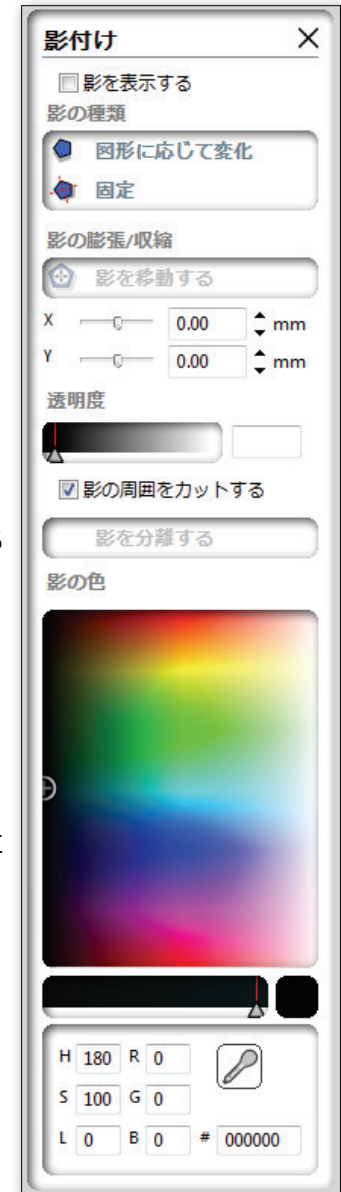 影付け
影を表示する
影の種類
図形に応じて変化
固定
影の膨張/収縮
影を移動する
X 0.00 mm
Y 0.00 mm
透明度
影の周囲をカットする
影を分離する
影の色
H 180 R 0
S 100 G 0
L 0 B 0 # 000000